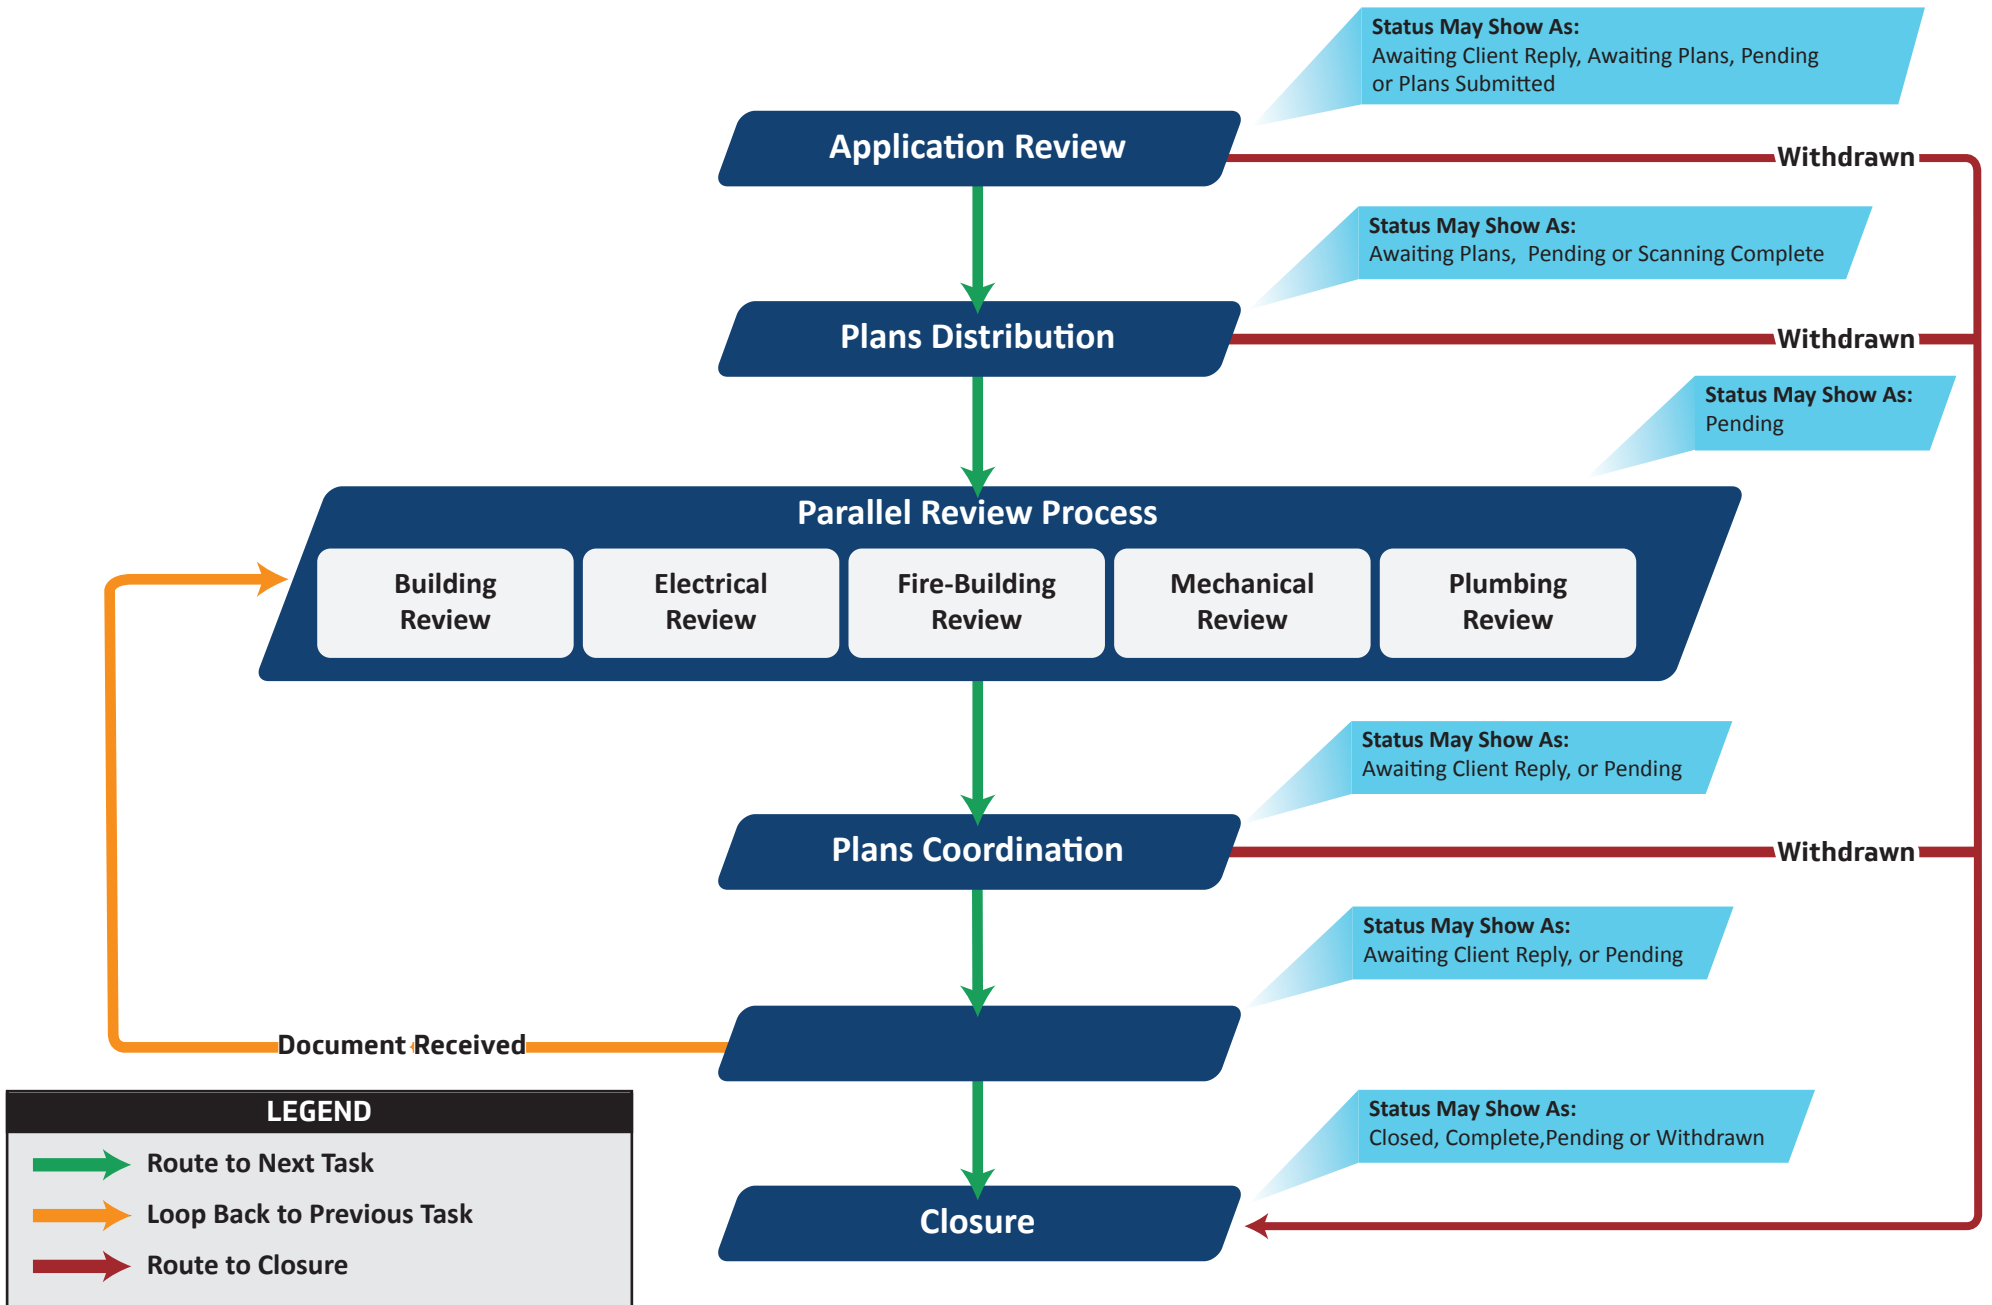 Status May Show As:
Awaiting Client Reply, Awaiting Plans, Pending
or Plans Submitted
Application Review
Withdrawn
Status May Show As:
Awaiting Plans,  Pending or Scanning Complete
Plans Distribution
Withdrawn
Status May Show As:
Pending
Parallel Review Process
Building
Review
Electrical
Review
Fire-Building
Review
Mechanical
Review
Plumbing
Review
Status May Show As:
Awaiting Client Reply, or Pending
Plans Coordination
Withdrawn
Status May Show As:
Awaiting Client Reply, or Pending
Document Received
Status May Show As:
Closed, Complete,Pending or Withdrawn
Closure
LEGEND
Route to Next Task
Loop Back to Previous Task
Route to Closure